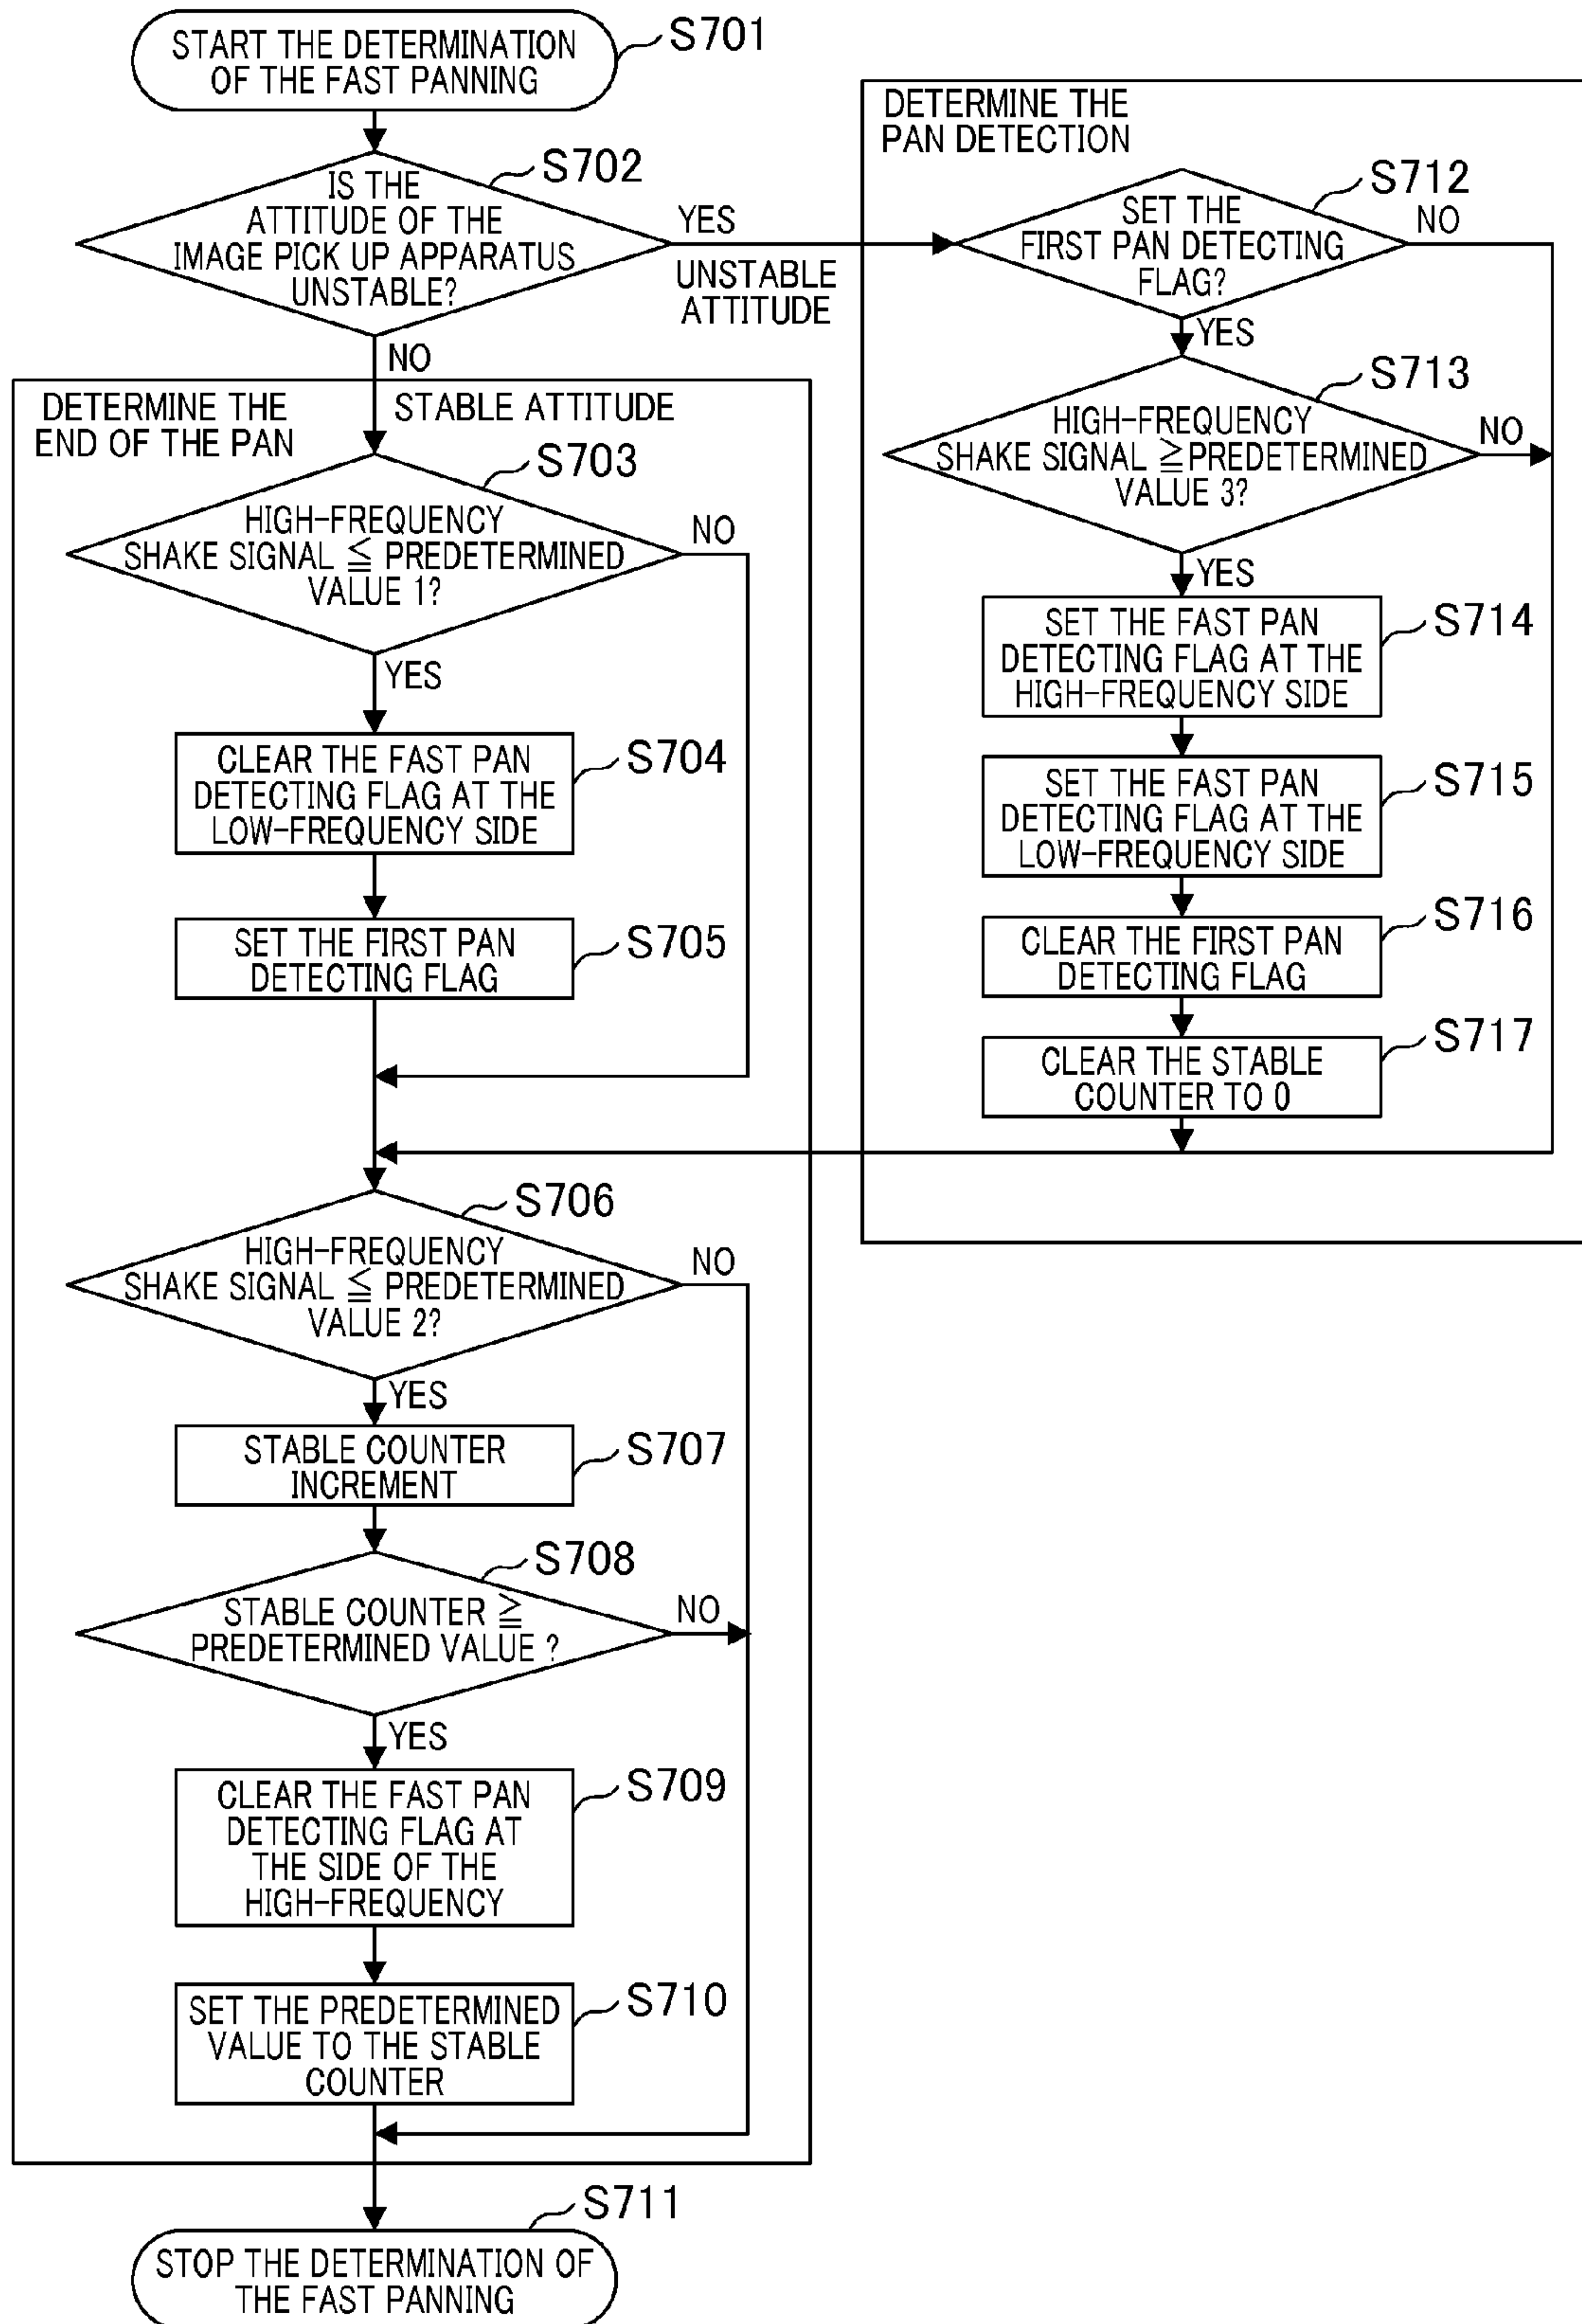 START THE DETERMINATION
OF THE FAST PANNING
S701
IS THE
ATTITUDE OF THE
IMAGE PICK UP APPARATUS
UNSTABLE?
S702
YES
UNSTABLE
ATTITUDE
NO
DETERMINE THE
END OF THE PAN
STABLE ATTITUDE
S703
HIGH-FREQUENCY
SHAKE SIGNAL ≦ PREDETERMINED
VALUE 1?
NO
YES
CLEAR THE FAST PAN
DETECTING FLAG AT THE
LOW-FREQUENCY SIDE
S704
SET THE FIRST PAN
DETECTING FLAG
S705
S706
HIGH-FREQUENCY
SHAKE SIGNAL ≦ PREDETERMINED
VALUE 2?
NO
YES
STABLE COUNTER
INCREMENT
S707
S708
STABLE COUNTER ≧
PREDETERMINED VALUE ?
NO
YES
CLEAR THE FAST PAN
DETECTING FLAG AT
THE SIDE OF THE
HIGH-FREQUENCY
S709
SET THE PREDETERMINED
VALUE TO THE STABLE
COUNTER
S710
S711
STOP THE DETERMINATION OF
THE FAST PANNING
DETERMINE THE
PAN DETECTION
S712
SET THE
FIRST PAN DETECTING
FLAG?
NO
YES
S713
HIGH-FREQUENCY
SHAKE SIGNAL ≧PREDETERMINED
VALUE 3?
NO
YES
SET THE FAST PAN
DETECTING FLAG AT THE
HIGH-FREQUENCY SIDE
S714
SET THE FAST PAN
DETECTING FLAG AT THE
LOW-FREQUENCY SIDE
S715
CLEAR THE FIRST PAN
DETECTING FLAG
S716
CLEAR THE STABLE
COUNTER TO 0
S717